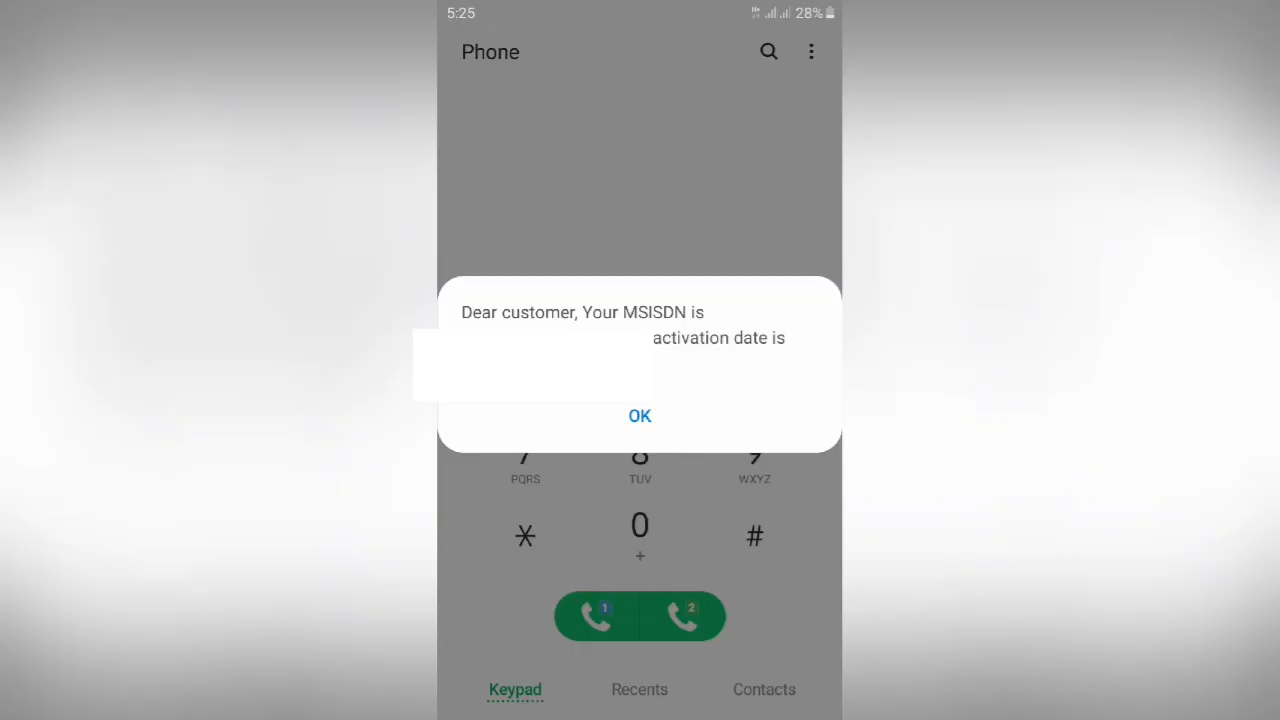 5:25
28%
Phone
Dear customer, Your MSISDN is
activation date is
OK
PQRS
TUV
WXYZ
0
#
+
1
2
Keypad
Recents
Contacts